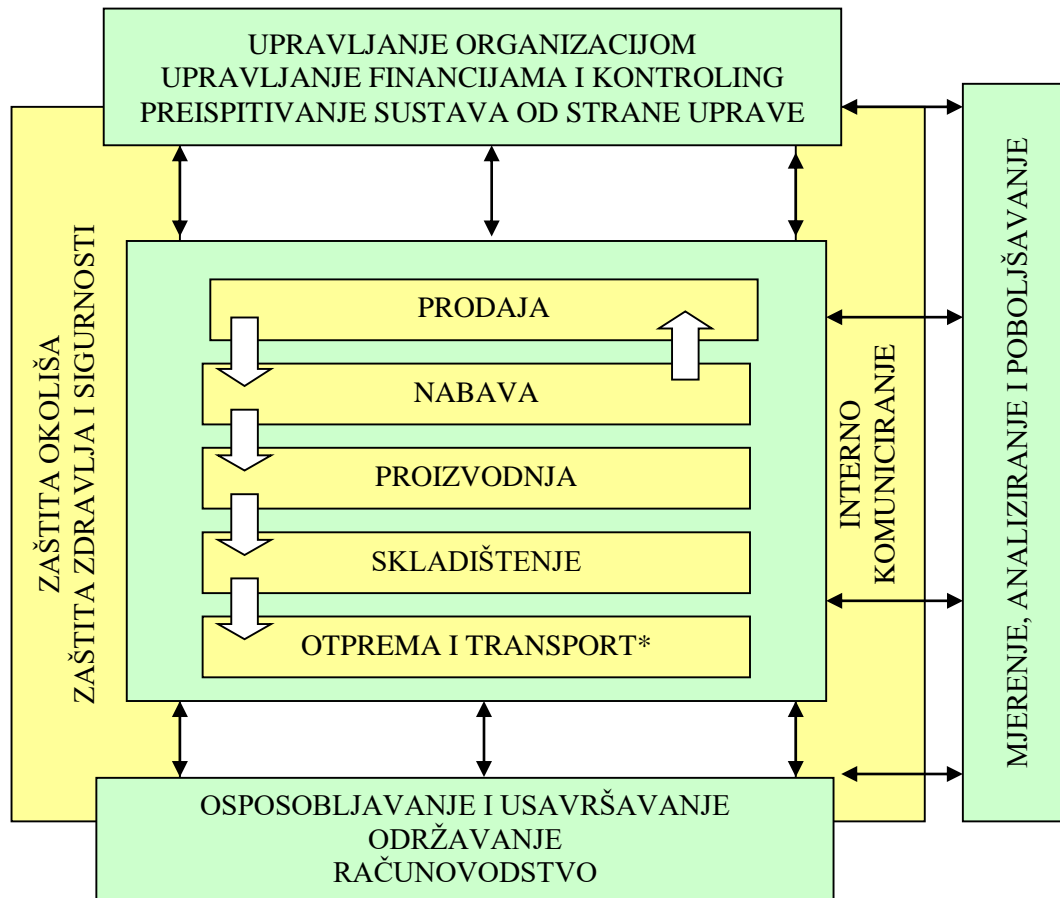 UPRAVLJANJE ORGANIZACIJOM
UPRAVLJANJE FINANCIJAMA I KONTROLING
PREISPITIVANJE SUSTAVA OD STRANE UPRAVE
ZAŠTITA OKOLIŠA
ZAŠTITA ZDRAVLJA I SIGURNOSTI
PRODAJA
NABAVA
PROIZVODNJA
SKLADIŠTENJE
OTPREMA I TRANSPORT*
INTERNO
KOMUNICIRANJE
MJERENJE, ANALIZIRANJE I POBOLJŠAVANJE
OSPOSOBLJAVANJE I USAVRŠAVANJE
ODRŽAVANJE
RAČUNOVODSTVO